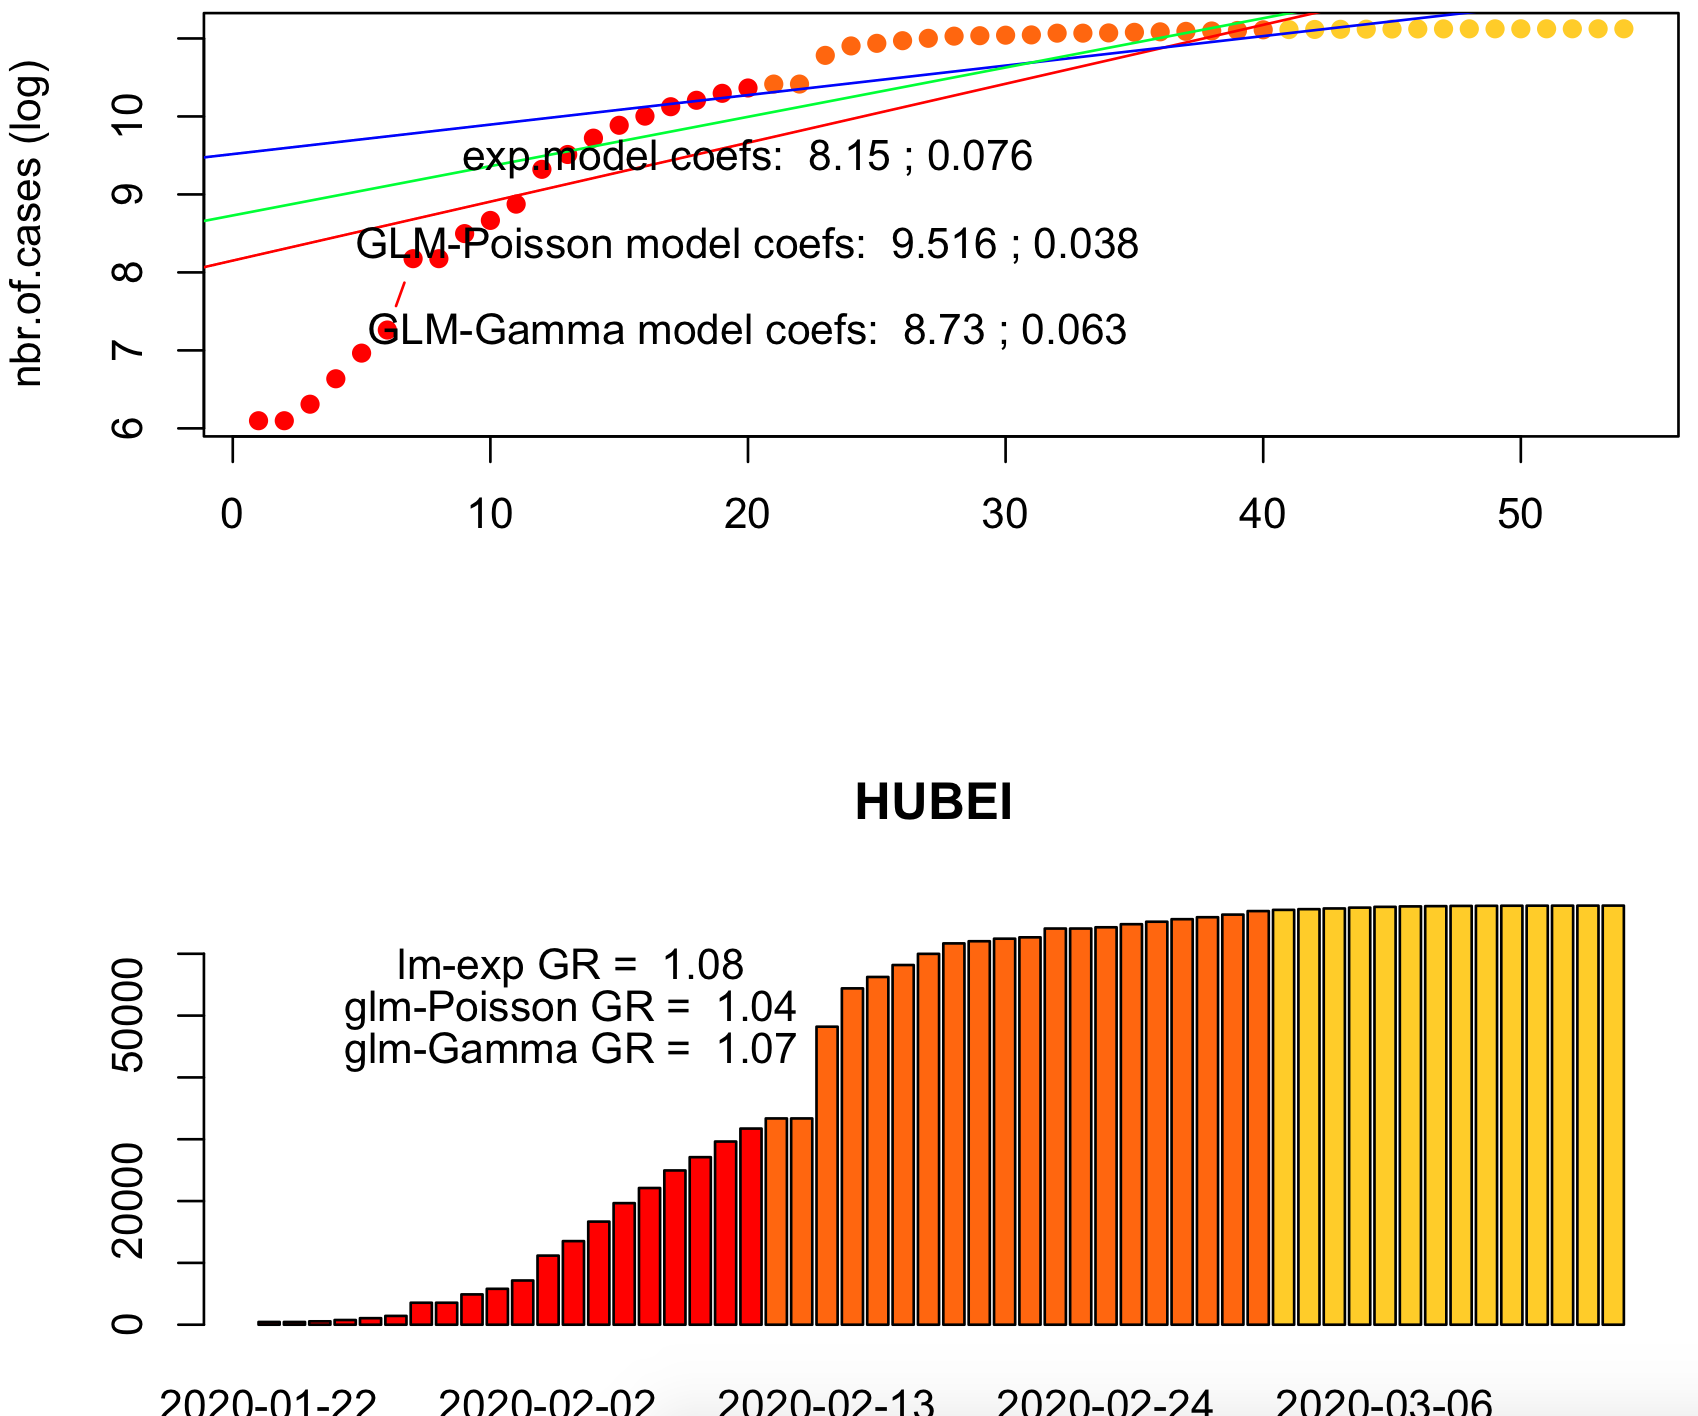 nbr.of.cases (log)
10
9
8
7
6
exp.model coefs:  8.15 ; 0.076
GLM-Poisson model coefs:  9.516 ; 0.038
GLM-Gamma model coefs:  8.73 ; 0.063
0 10 20 30 40 50
HUBEI
lm-exp GR =  1.08
glm-Poisson GR =  1.04
glm-Gamma GR =  1.07
50000
20000
0
2020-01-22 2020-02-02 2020-02-13 2020-02-24 2020-03-06